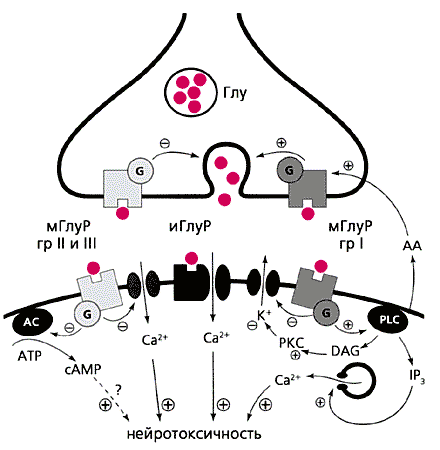 Глу
⊖
⊕
G
G
⊕
мГлуР
гр II и III
иГлуР
мГлуР
гр I
АА
AC
G
⊖
⊖
K⁺
⊖
G
⊕
PLC
ATP
cAMP
Ca²⁺
Ca²⁺
⊖
PKC
⊕
DAG
IP₃
?
Ca²⁺
⊕
⊕
⊕
⊕
⊕
нейротоксичность